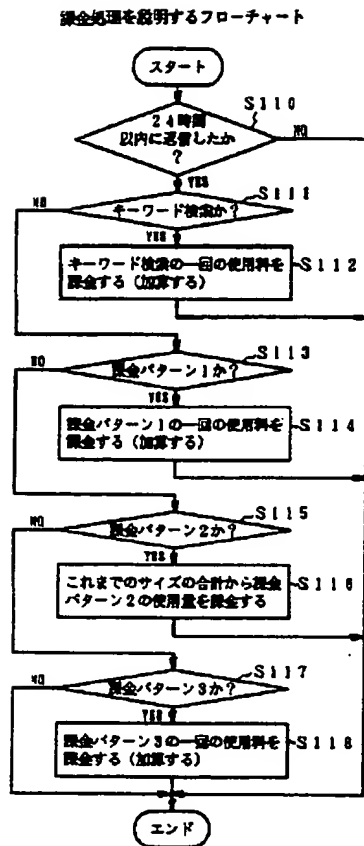 課金処理を説明するフローチャート
スタート
S110
24時間
以内に返信したか
?
NO
YES
S111
NO
キーワード検索か?
YES
キーワード検索の一回の使用料を
課金する(加算する)
S112
S113
NO
課金パターン1か?
YES
課金パターン1の一回の使用料を
課金する(加算する)
S114
S115
NO
課金パターン2か?
YES
これまでのサイズの合計から課金
パターン2の使用量を課金する
S116
S117
NO
課金パターン3か?
YES
課金パターン3の一回の使用料を
課金する(加算する)
S118
エンド